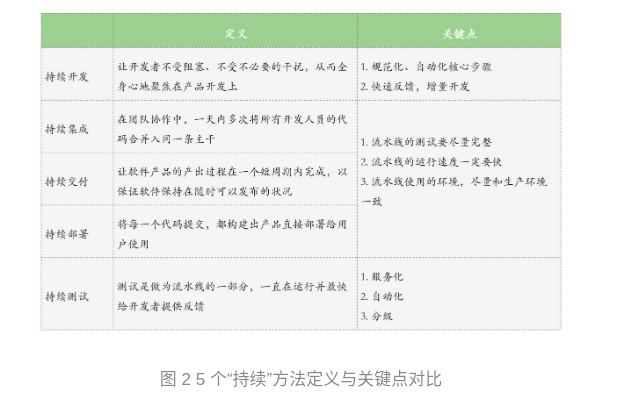 定义
关键点
持续开发
让开发者不受阻塞、不受不必要的干扰，从而全
身心地聚焦在产品开发上
1. 规范化、自动化核心步骤
2. 快速反馈，增量开发
持续集成
在团队协作中，一天内多次将所有开发人员的代
码合并入同一条主干
持续交付
让软件产品的产出过程在一个短周期内完成，以
保证软件保持在随时可以发布的状况
持续部署
将每一个代码提交，都构建出产品直接部署给用
户使用
1. 流水线的测试要尽量完整
2. 流水线的运行速度一定要快
3. 流水线使用的环境，尽量和生产环境
一致
持续测试
测试是做为流水线的一部分，一直在运行并最快
给开发者提供反馈
1. 服务化
2. 自动化
3. 分级
图 2 5 个“持续”方法定义与关键点对比